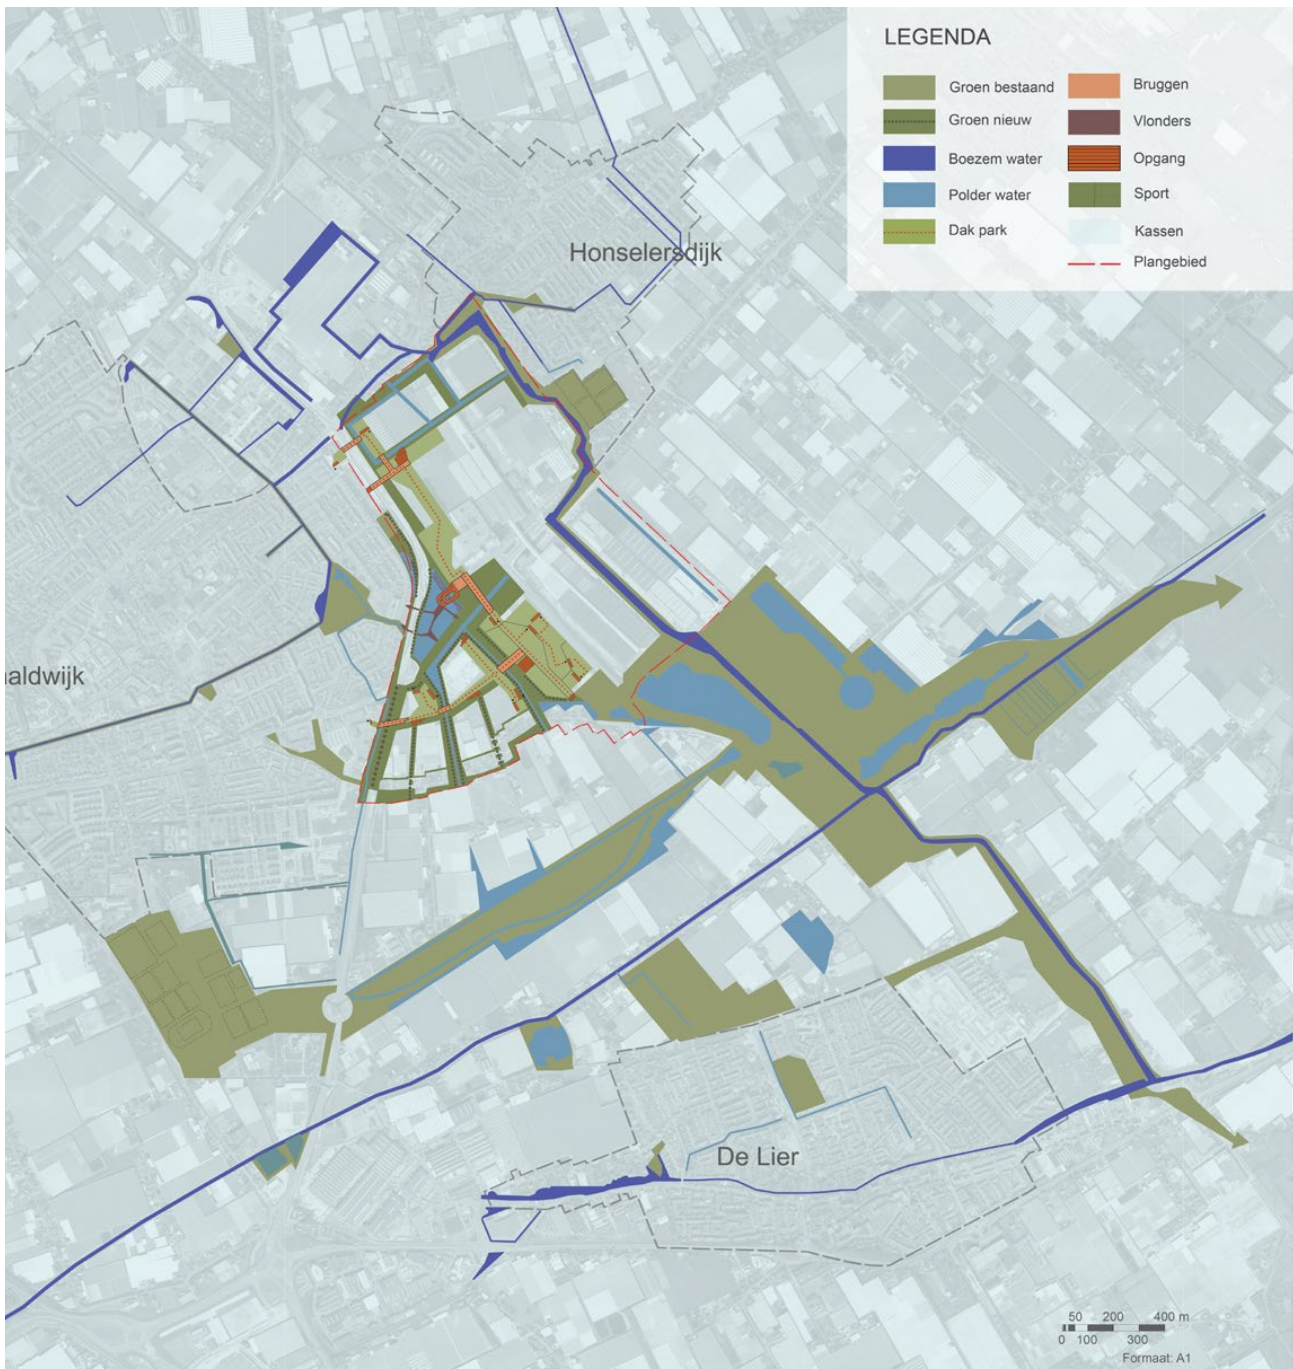 LEGENDA
Groen bestaand
Groen nieuw
Boezem water
Polder water
Dak park
Bruggen
Vlonders
Opgang
Sport
Kassen
Plangebied
Honselersdijk
aldwijk
De Lier
50 200 400 m
0 100 300
Formaat: A1